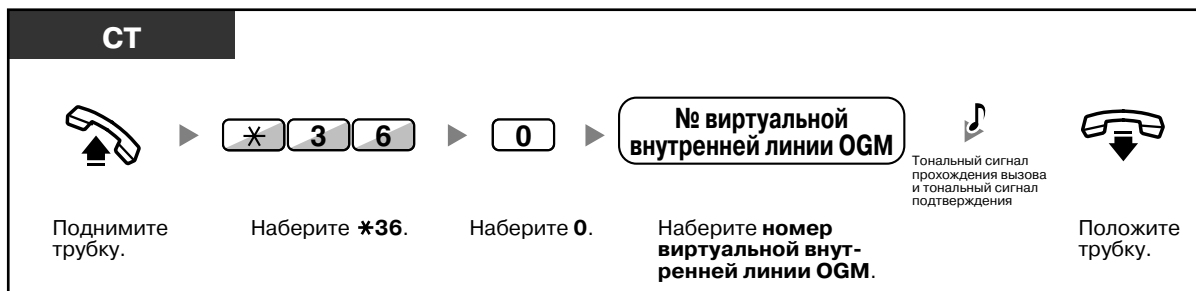 СТ
✳ 3 6
0
№ виртуальной
внутренней линии OGM
Тональный сигнал
прохождения вызова
и тональный сигнал
подтверждения
Поднимите
трубку.
Наберите ✳36.
Наберите 0.
Наберите номер
виртуальной внут-
ренней линии OGM.
Положите
трубку.